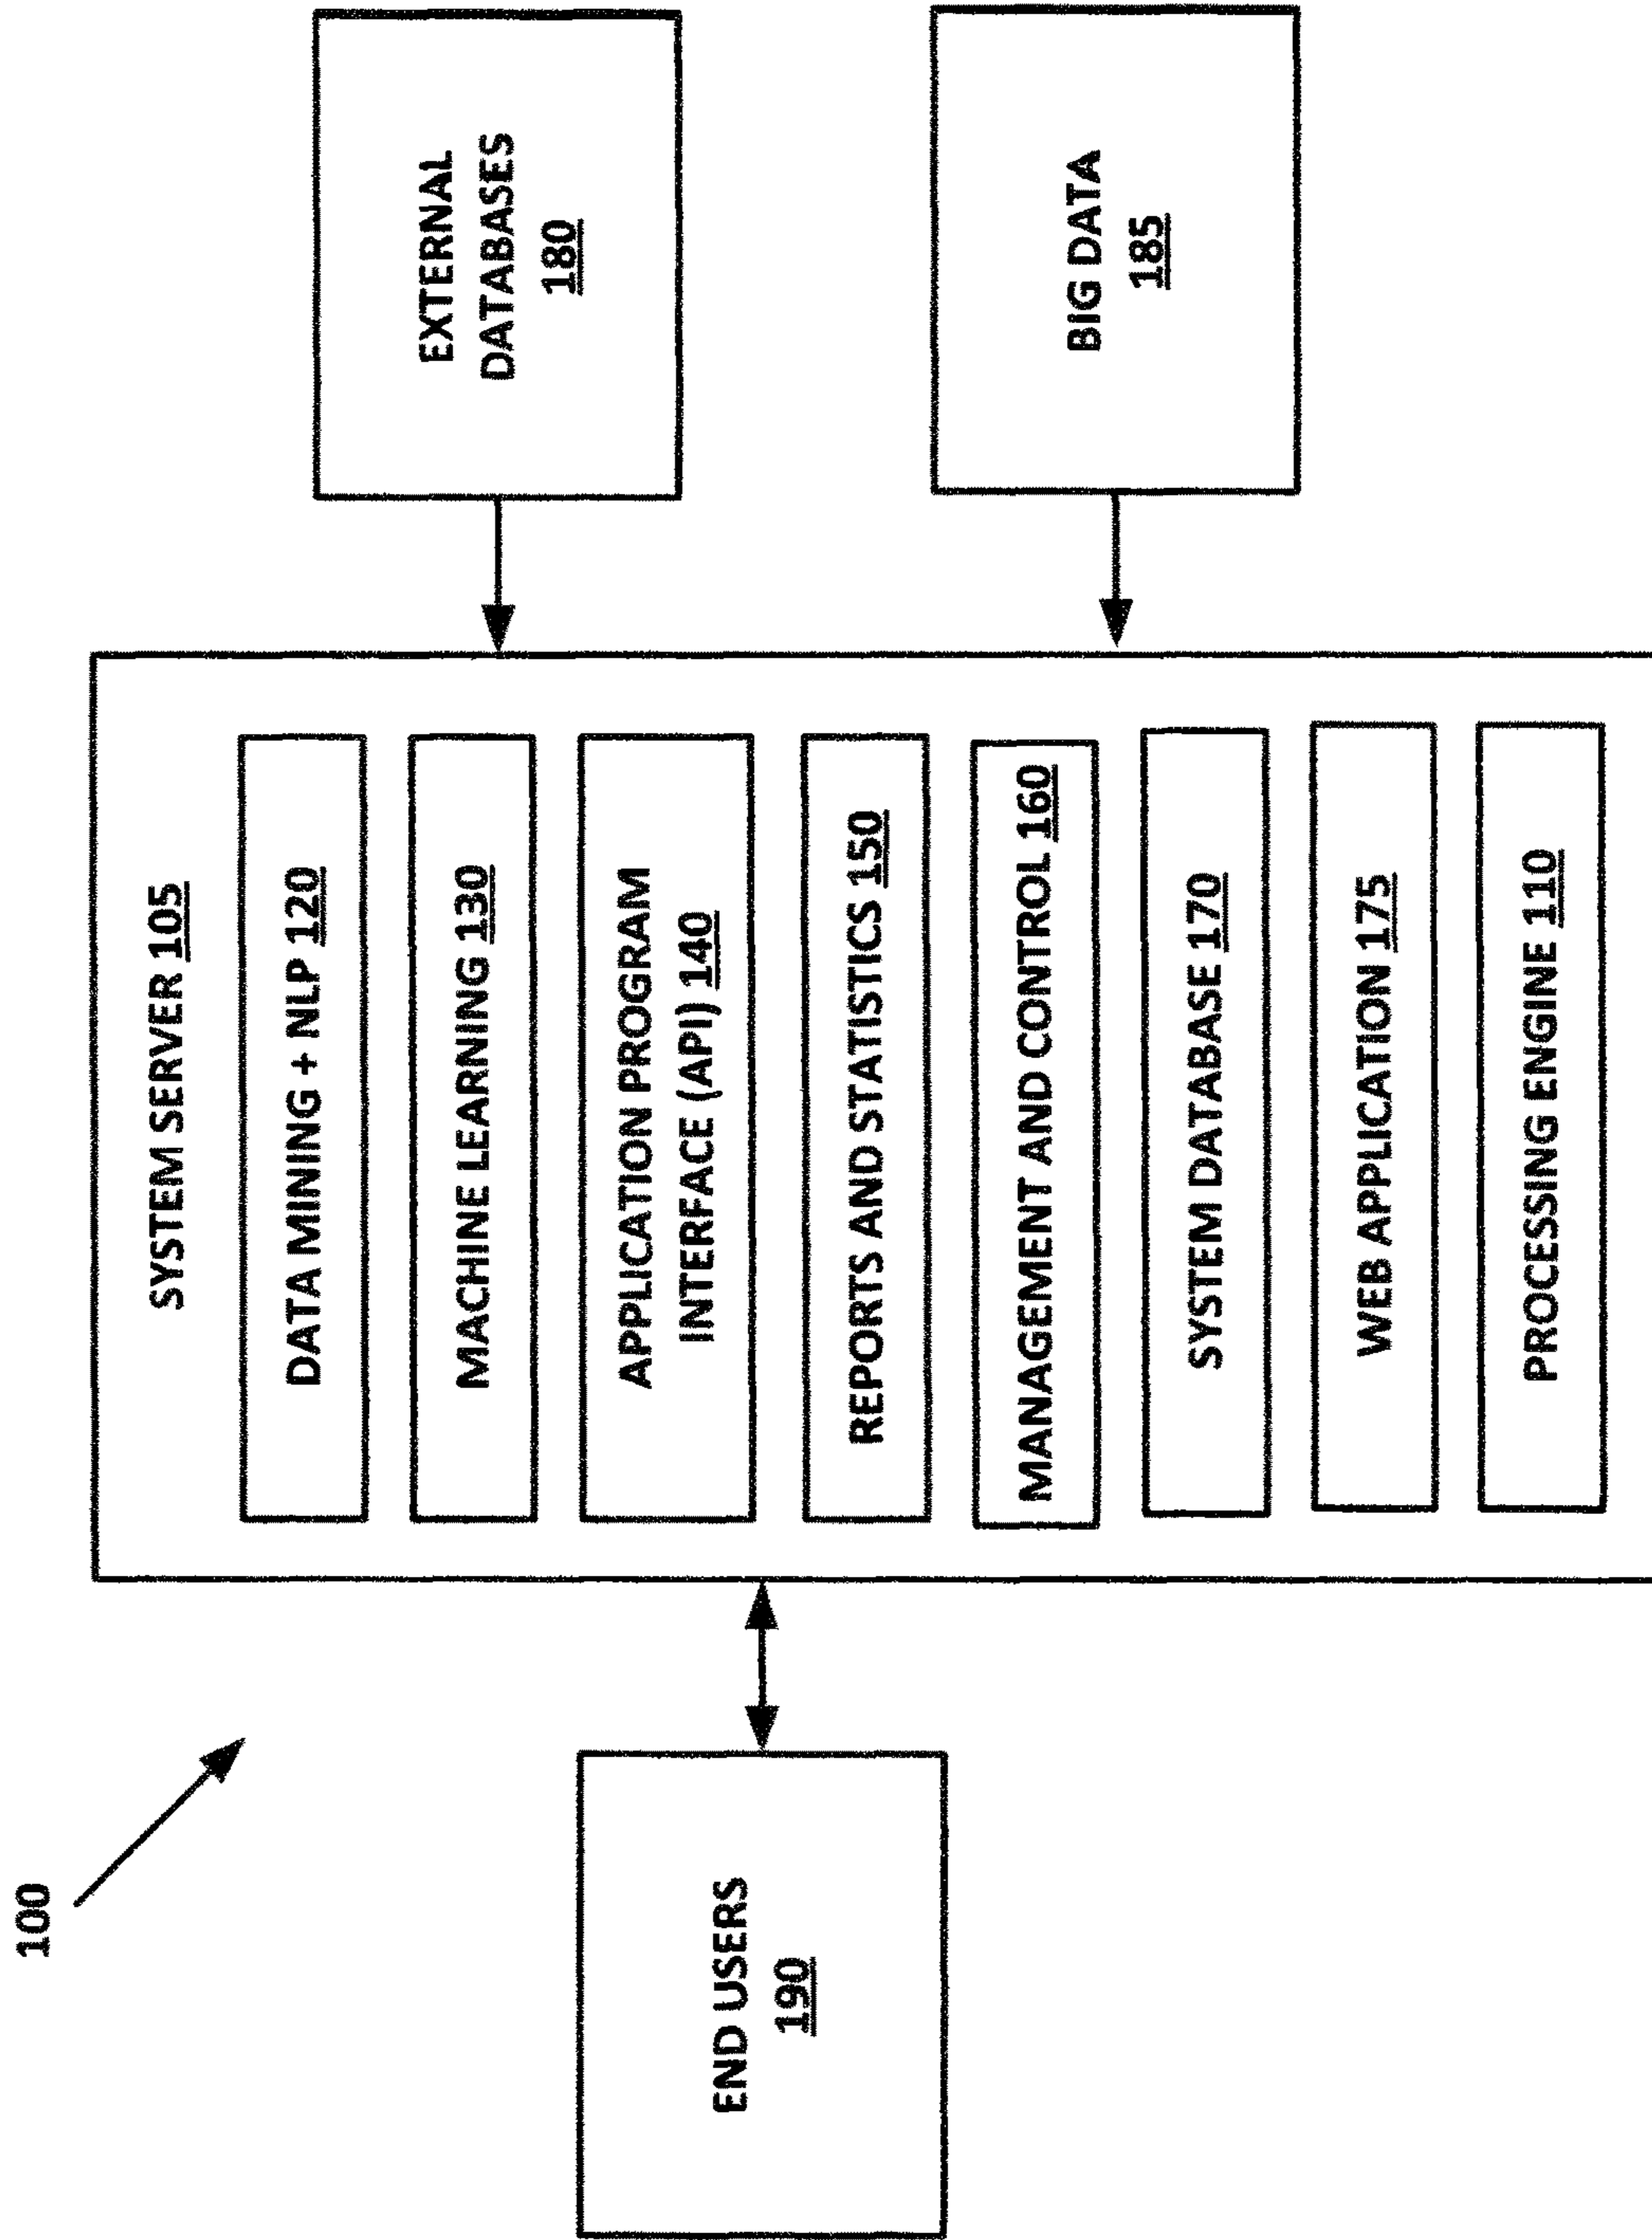 100
END USERS
190
SYSTEM SERVER 105
DATA MINING + NLP 120
MACHINE LEARNING 130
APPLICATION PROGRAM
INTERFACE (API) 140
REPORTS AND STATISTICS 150
MANAGEMENT AND CONTROL 160
SYSTEM DATABASE 170
WEB APPLICATION 175
PROCESSING ENGINE 110
EXTERNAL
DATABASES
180
BIG DATA
185